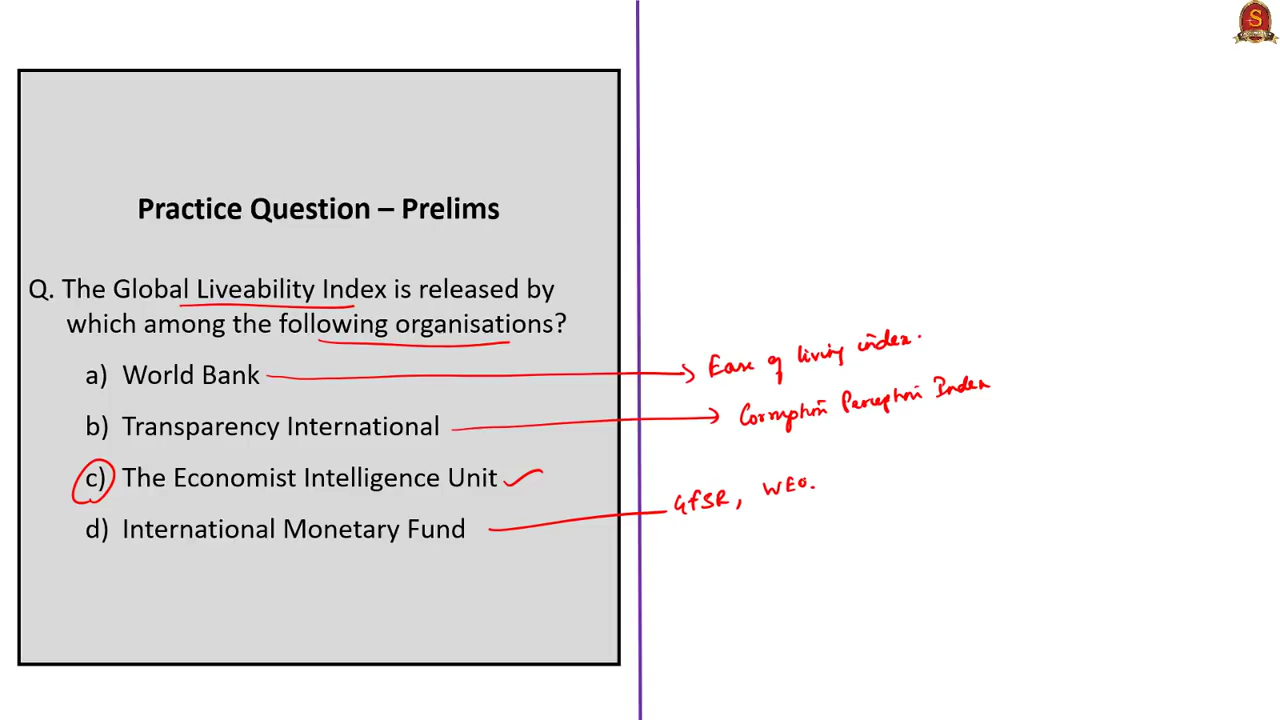 Practice Question – Prelims
Q. The Global Liveability Index is released by
which among the following organisations?
a) World Bank
Ease of living index.
b) Transparency International
Corruption Perception Index
c) The Economist Intelligence Unit
d) International Monetary Fund
GFSR, WEO.
S